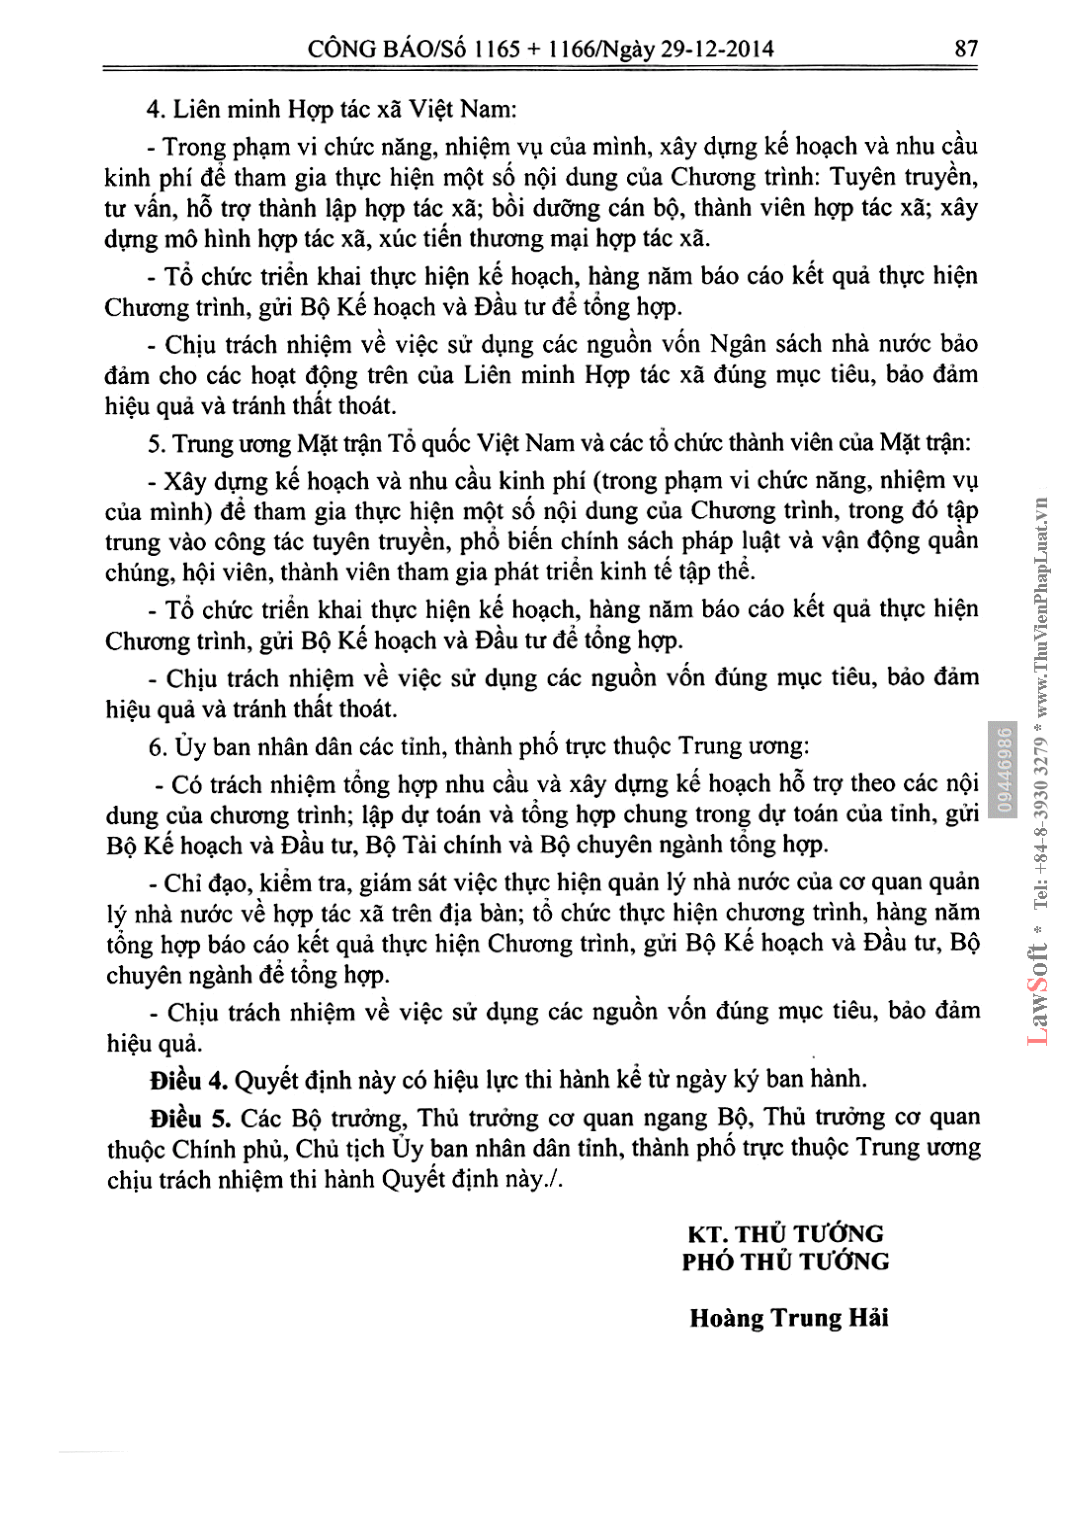 CÔNG BÁO/Số 1165 + 1166/Ngày 29-12-2014 87
4. Liên minh Hợp tác xã Việt Nam:
- Trong phạm vi chức năng, nhiệm vụ của mình, xây dựng kế hoạch và nhu cầu
kinh phí để tham gia thực hiện một số nội dung của Chương trình: Tuyên truyền,
tư vấn, hỗ trợ thành lập hợp tác xã; bồi dưỡng cán bộ, thành viên hợp tác xã; xây
dựng mô hình hợp tác xã, xúc tiến thương mại hợp tác xã.
- Tổ chức triển khai thực hiện kế hoạch, hàng năm báo cáo kết quả thực hiện
Chương trình, gửi Bộ Kế hoạch và Đầu tư để tổng hợp.
- Chịu trách nhiệm về việc sử dụng các nguồn vốn Ngân sách nhà nước bảo
đảm cho các hoạt động trên của Liên minh Hợp tác xã đúng mục tiêu, bảo đảm
hiệu quả và tránh thất thoát.
5. Trung ương Mặt trận Tổ quốc Việt Nam và các tổ chức thành viên của Mặt trận:
- Xây dựng kế hoạch và nhu cầu kinh phí (trong phạm vi chức năng, nhiệm vụ
của mình) để tham gia thực hiện một số nội dung của Chương trình, trong đó tập
trung vào công tác tuyên truyền, phổ biến chính sách pháp luật và vận động quần
chúng, hội viên, thành viên tham gia phát triển kinh tế tập thể.
- Tổ chức triển khai thực hiện kế hoạch, hàng năm báo cáo kết quả thực hiện
Chương trình, gửi Bộ Kế hoạch và Đầu tư để tổng hợp.
- Chịu trách nhiệm về việc sử dụng các nguồn vốn đúng mục tiêu, bảo đảm
hiệu quả và tránh thất thoát.
6. Ủy ban nhân dân các tỉnh, thành phố trực thuộc Trung ương:
- Có trách nhiệm tổng hợp nhu cầu và xây dựng kế hoạch hỗ trợ theo các nội
dung của chương trình; lập dự toán và tổng hợp chung trong dự toán của tỉnh, gửi
Bộ Kế hoạch và Đầu tư, Bộ Tài chính và Bộ chuyên ngành tổng hợp.
- Chỉ đạo, kiểm tra, giám sát việc thực hiện quản lý nhà nước của cơ quan quản
lý nhà nước về hợp tác xã trên địa bàn; tổ chức thực hiện chương trình, hàng năm
tổng hợp báo cáo kết quả thực hiện Chương trình, gửi Bộ Kế hoạch và Đầu tư, Bộ
chuyên ngành để tổng hợp.
- Chịu trách nhiệm về việc sử dụng các nguồn vốn đúng mục tiêu, bảo đảm
hiệu quả.
Điều 4. Quyết định này có hiệu lực thi hành kể từ ngày ký ban hành.
Điều 5. Các Bộ trưởng, Thủ trưởng cơ quan ngang Bộ, Thủ trưởng cơ quan
thuộc Chính phủ, Chủ tịch Ủy ban nhân dân tỉnh, thành phố trực thuộc Trung ương
chịu trách nhiệm thi hành Quyết định này./.
KT. THỦ TƯỚNG
PHÓ THỦ TƯỚNG
Hoàng Trung Hải
09446986
LawSoft * Tel: +84-8-3930 3279 * www.ThuVienPhapLuat.vn